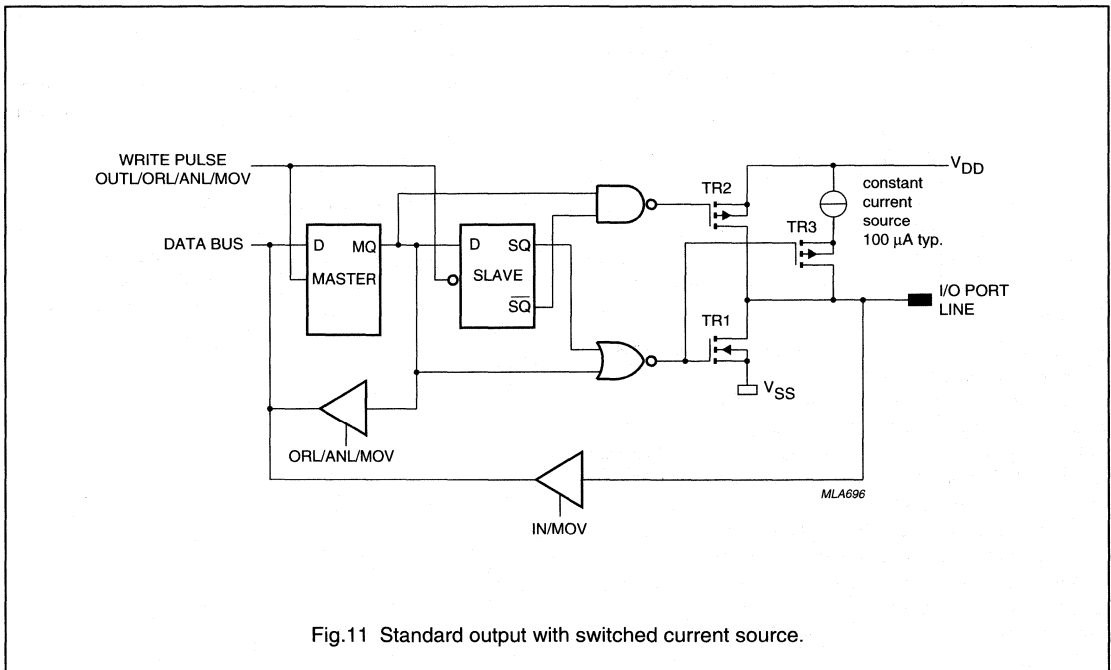 WRITE PULSE
OUTL/ORL/ANL/MOV
DATA BUS
D MQ
MASTER
D SQ
SLAVE
SQ
TR2
VDD
constant
current
source
100 µA typ.
TR3
I/O PORT
LINE
TR1
VSS
ORL/ANL/MOV
IN/MOV
MLA696
Fig.11 Standard output with switched current source.